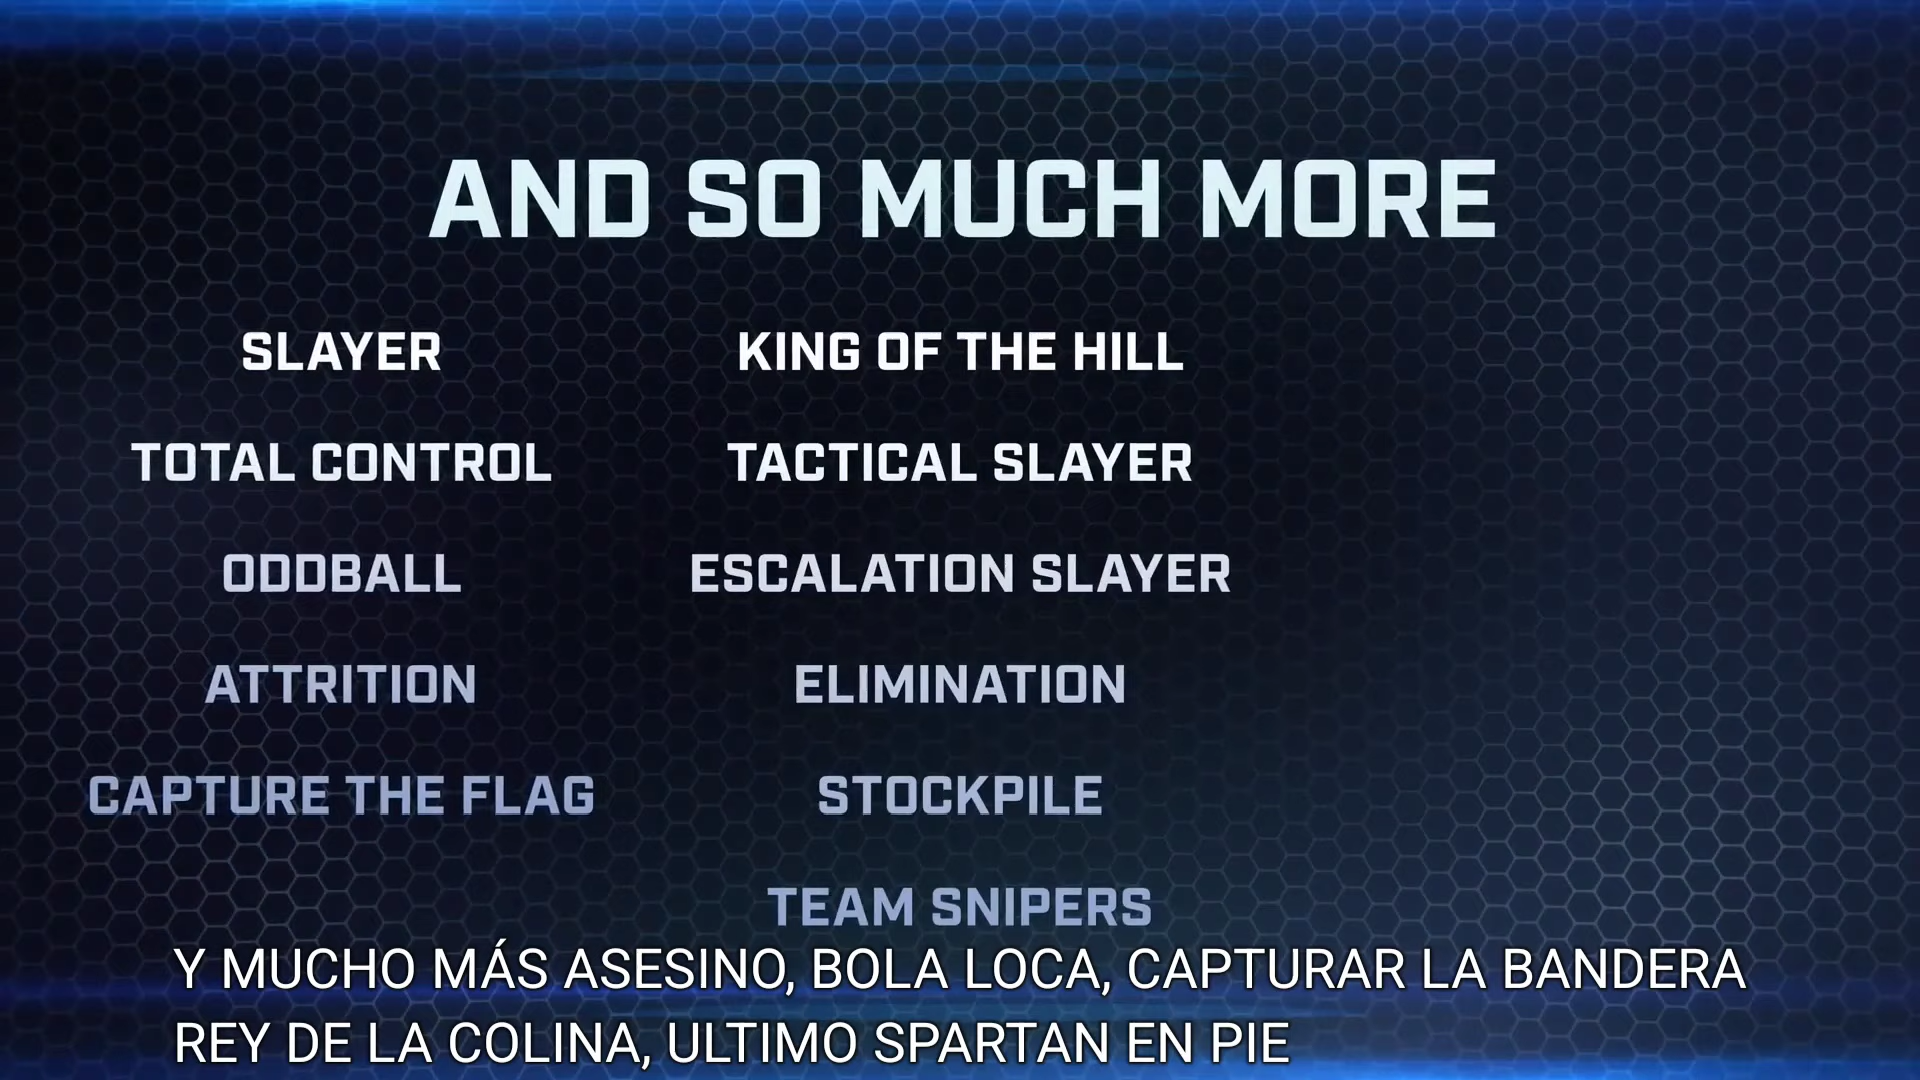 AND SO MUCH MORE
SLAYER
KING OF THE HILL
TOTAL CONTROL
TACTICAL SLAYER
ODDBALL
ESCALATION SLAYER
ATTRITION
ELIMINATION
CAPTURE THE FLAG
STOCKPILE
TEAM SNIPERS
Y MUCHO MÁS ASESINO, BOLA LOCA, CAPTURAR LA BANDERA
REY DE LA COLINA, ULTIMO SPARTAN EN PIE